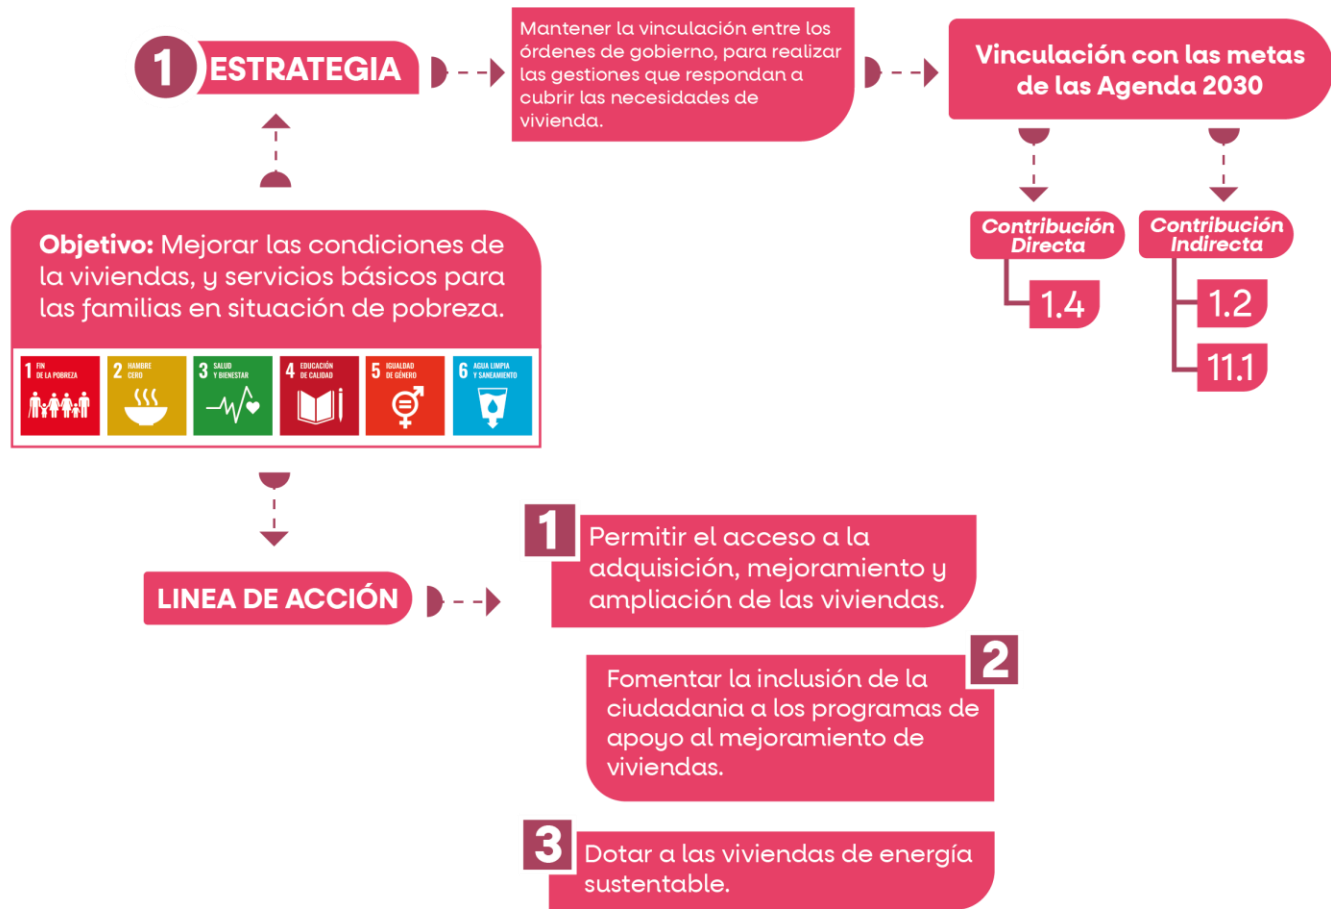 1 ESTRATEGIA
Mantener la vinculación entre los
órdenes de gobierno, para realizar
las gestiones que respondan a
cubrir las necesidades de
vivienda.
Vinculación con las metas
de las Agenda 2030
Contribución
Directa
1.4
Contribución
Indirecta
1.2
11.1
Objetivo: Mejorar las condiciones de
la viviendas, y servicios básicos para
las familias en situación de pobreza.
1 FIN
DE LA POBREZA
2 HAMBRE
CERO
3 SALUD
Y BIENESTAR
4 EDUCACIÓN
DE CALIDAD
5 IGUALDAD
DE GÉNERO
6 AGUA LIMPIA
Y SANEAMIENTO
LINEA DE ACCIÓN
1
Permitir el acceso a la
adquisición, mejoramiento y
ampliación de las viviendas.
2
Fomentar la inclusión de la
ciudadania a los programas de
apoyo al mejoramiento de
viviendas.
3
Dotar a las viviendas de energía
sustentable.